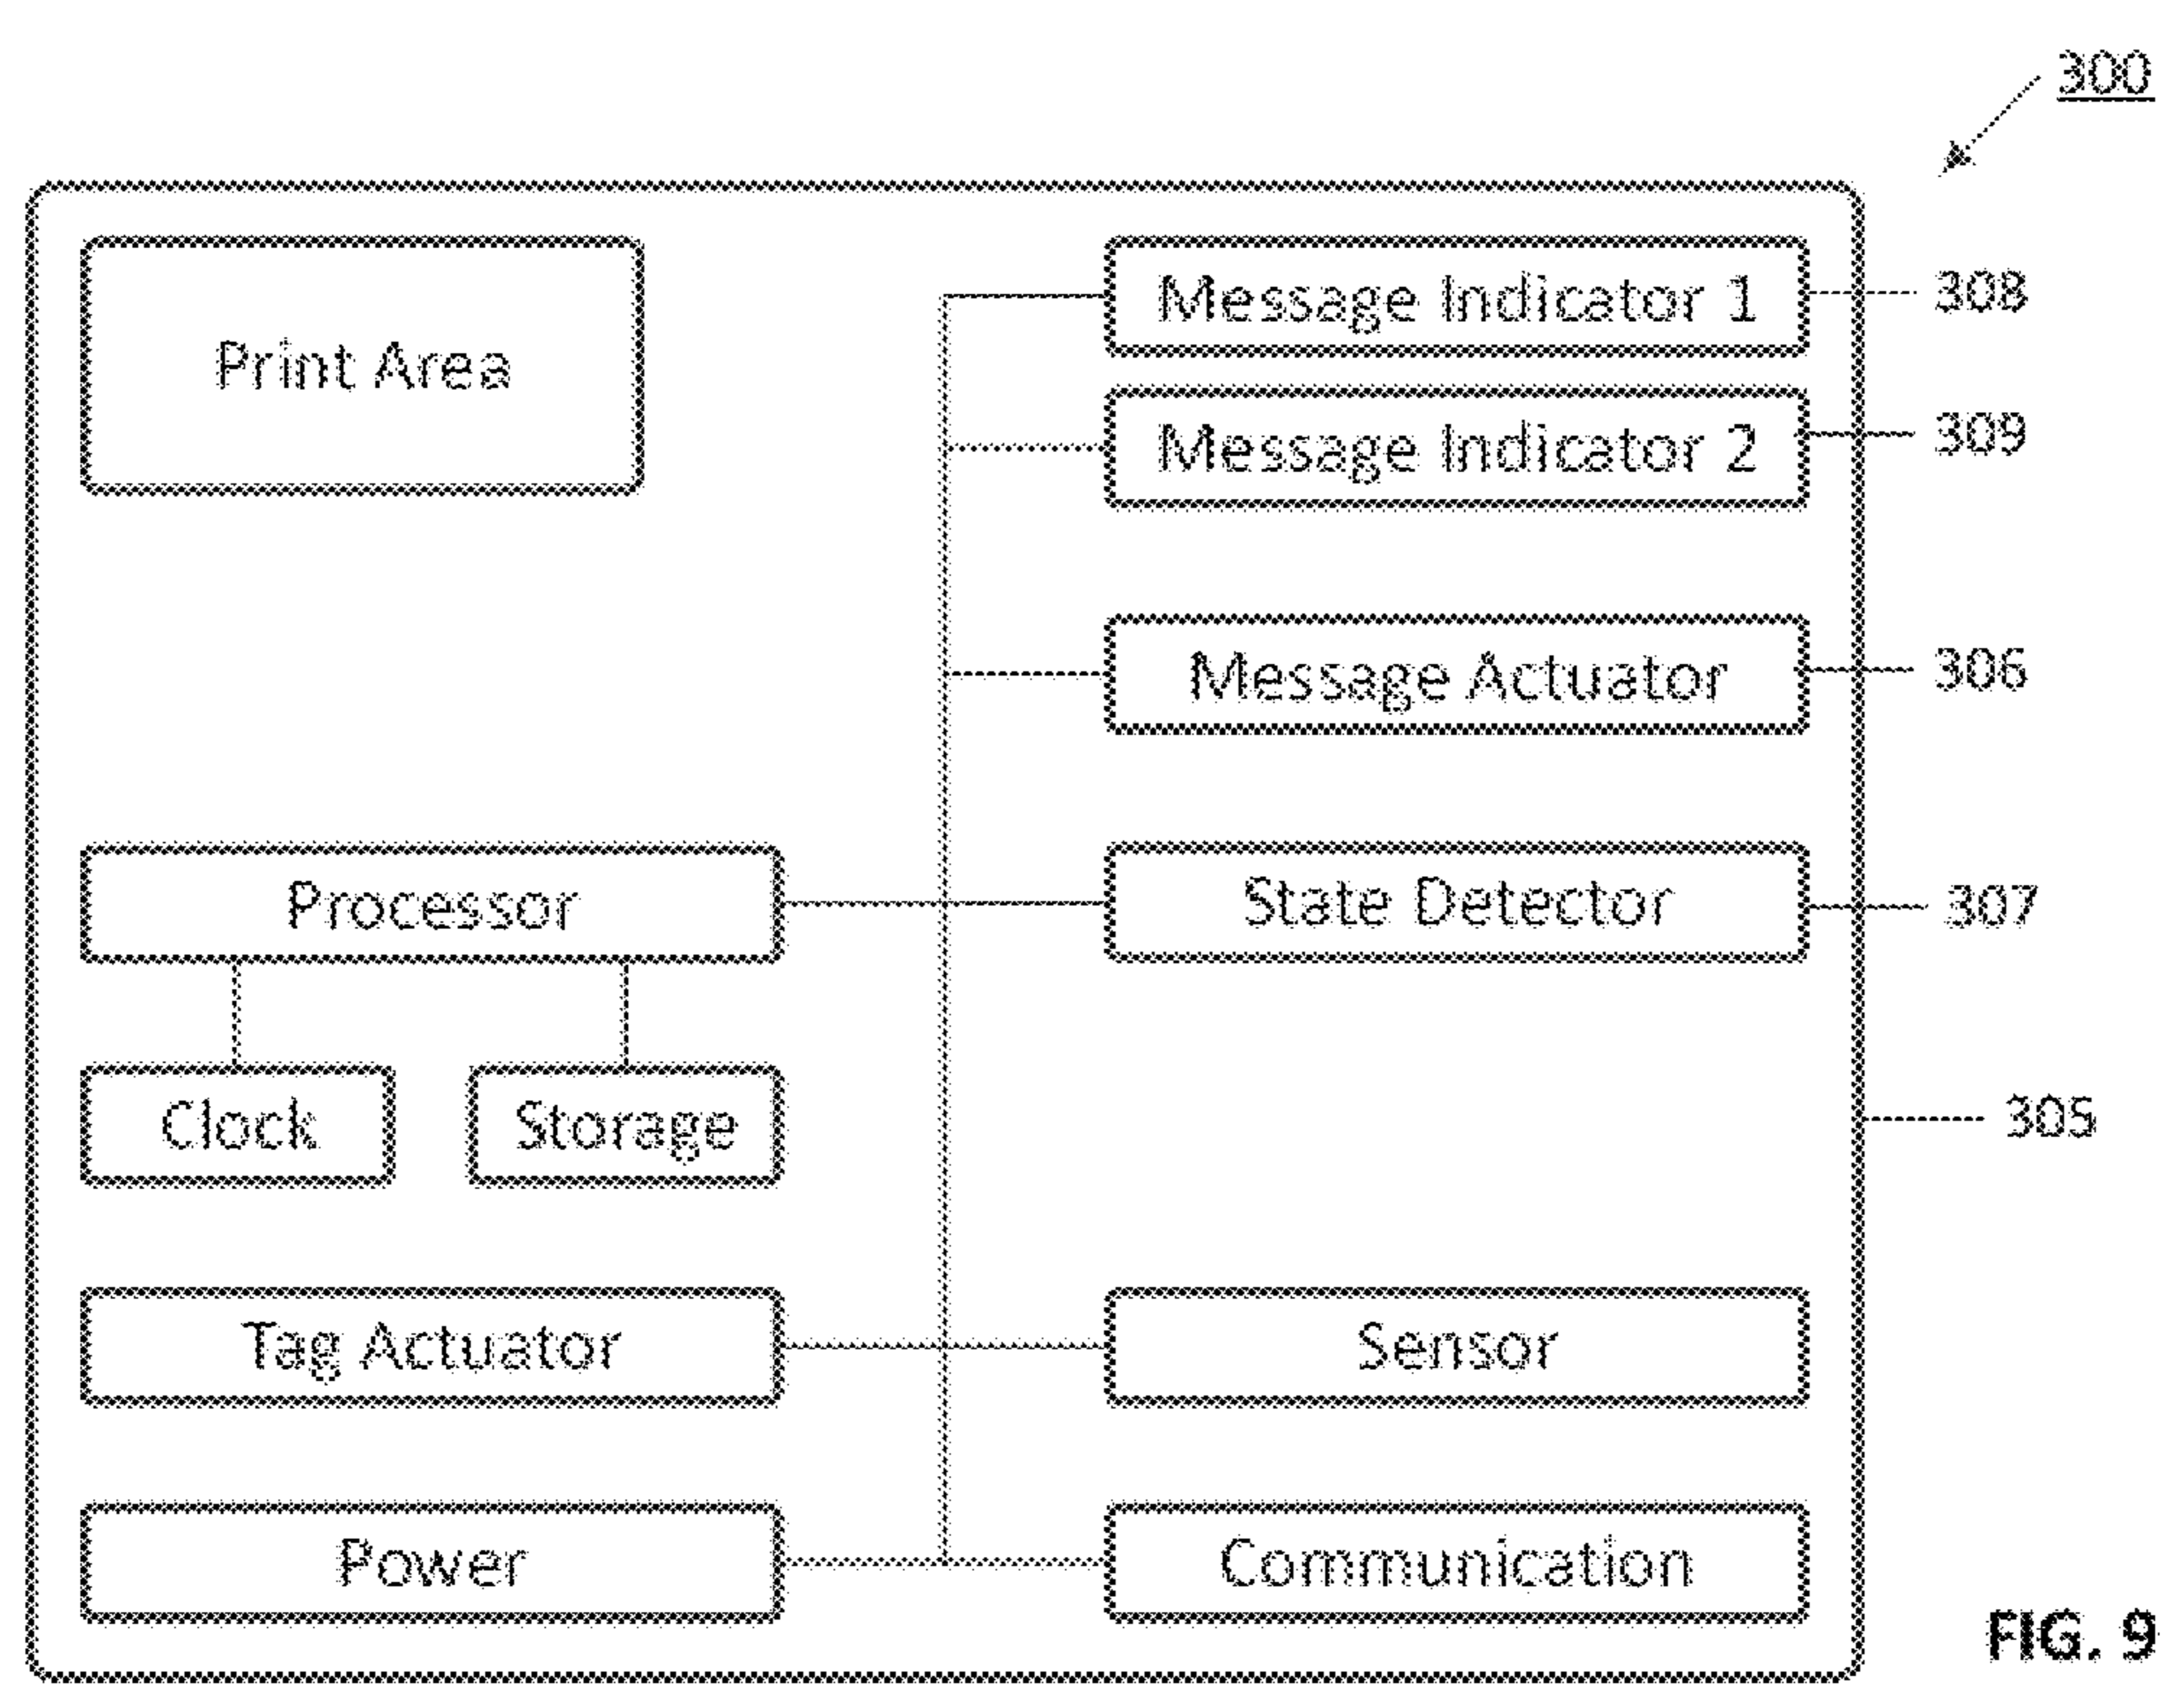 300
Message Indicator 1
308
Print Area
Message Indicator 2
309
Message Actuator
306
Processor
State Detector
307
Clock
Storage
305
Tag Actuator
Sensor
Power
Communication
FIG. 9